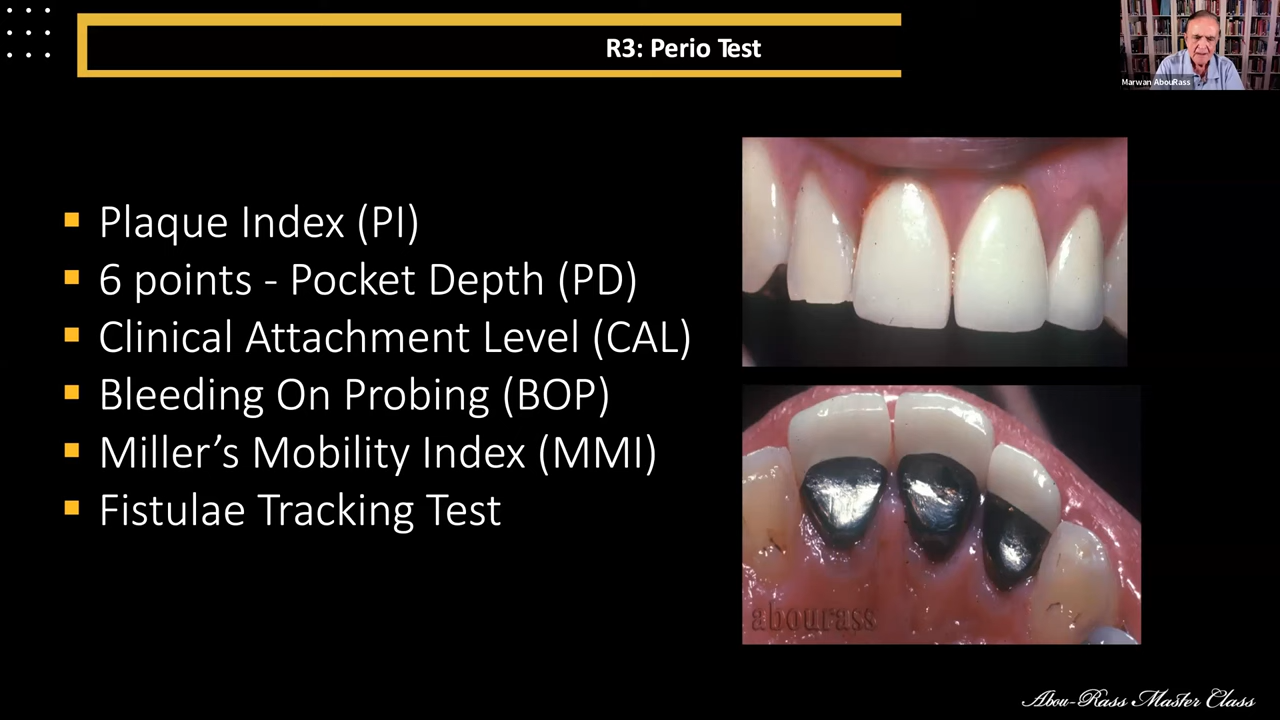 R3: Perio Test
Marwan AbouRass
Plaque Index (PI)
6 points - Pocket Depth (PD)
Clinical Attachment Level (CAL)
Bleeding On Probing (BOP)
Miller’s Mobility Index (MMI)
Fistulae Tracking Test
abourass
Abou-Rass Master Class